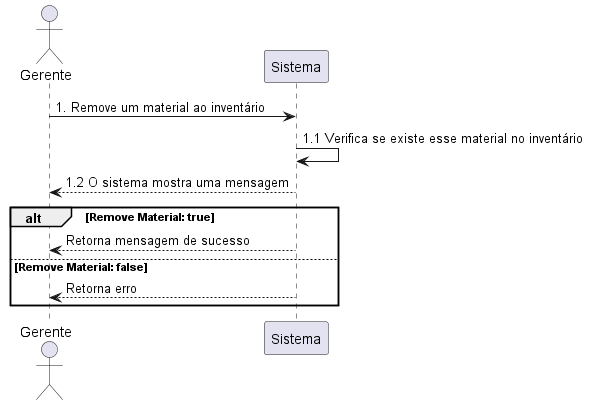 Gerente
Sistema
1. Remove um material ao inventário
1.1 Verifica se existe esse material no inventário
1.2 O sistema mostra uma mensagem
alt [Remove Material: true]
Retorna mensagem de sucesso
[Remove Material: false]
Retorna erro
Gerente
Sistema